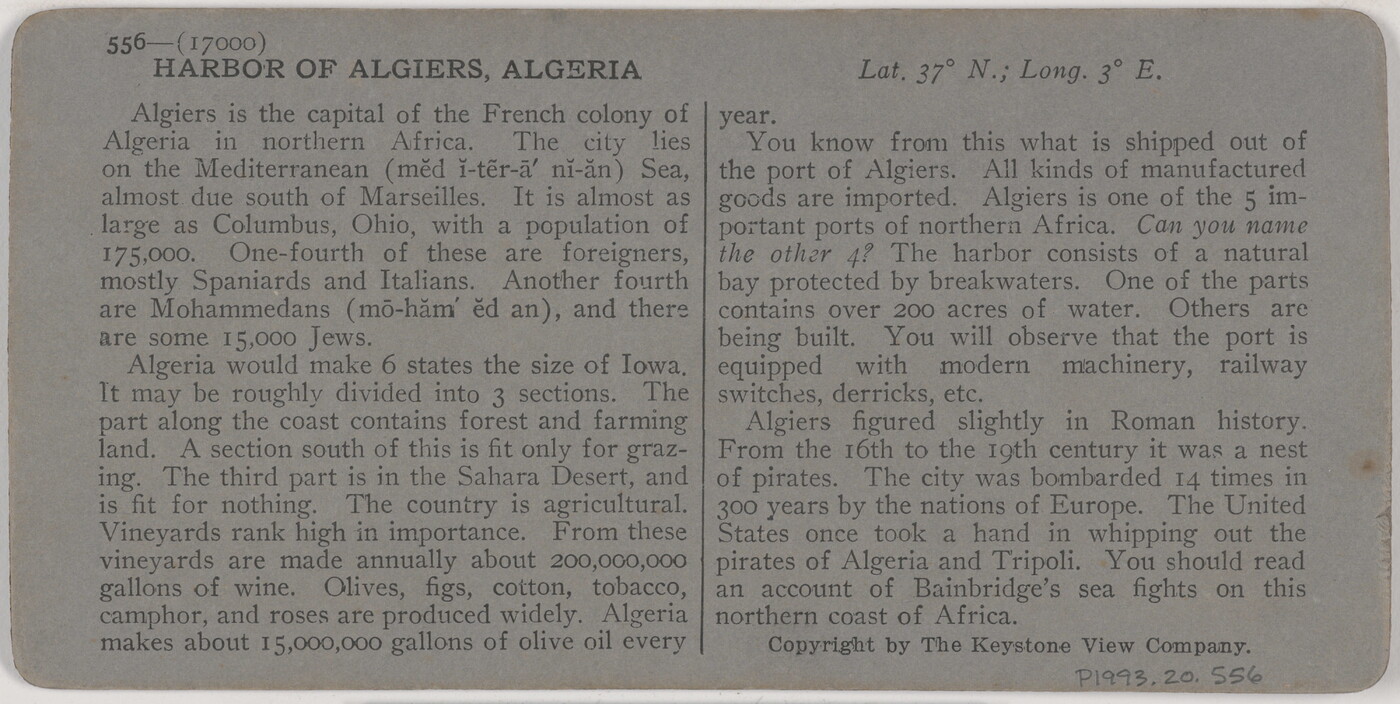 556—(17000)
HARBOR OF ALGIERS, ALGERIA
Lat. 37° N.; Long. 3° E.
Algiers is the capital of the French colony of
Algeria in northern Africa. The city lies
on the Mediterranean (mĕd ĭ-tẽr-ā′ nĭ-ăn) Sea,
almost due south of Marseilles. It is almost as
large as Columbus, Ohio, with a population of
175,000. One-fourth of these are foreigners,
mostly Spaniards and Italians. Another fourth
are Mohammedans (mō-hăm′ ĕd an), and there
are some 15,000 Jews.
Algeria would make 6 states the size of Iowa.
It may be roughly divided into 3 sections. The
part along the coast contains forest and farming
land. A section south of this is fit only for graz-
ing. The third part is in the Sahara Desert, and
is fit for nothing. The country is agricultural.
Vineyards rank high in importance. From these
vineyards are made annually about 200,000,000
gallons of wine. Olives, figs, cotton, tobacco,
camphor, and roses are produced widely. Algeria
makes about 15,000,000 gallons of olive oil every
year.
You know from this what is shipped out of
the port of Algiers. All kinds of manufactured
goods are imported. Algiers is one of the 5 im-
portant ports of northern Africa. Can you name
the other 4? The harbor consists of a natural
bay protected by breakwaters. One of the parts
contains over 200 acres of water. Others are
being built. You will observe that the port is
equipped with modern machinery, railway
switches, derricks, etc.
Algiers figured slightly in Roman history.
From the 16th to the 19th century it was a nest
of pirates. The city was bombarded 14 times in
300 years by the nations of Europe. The United
States once took a hand in whipping out the
pirates of Algeria and Tripoli. You should read
an account of Bainbridge's sea fights on this
northern coast of Africa.
Copyright by The Keystone View Company.
P1993.20.556